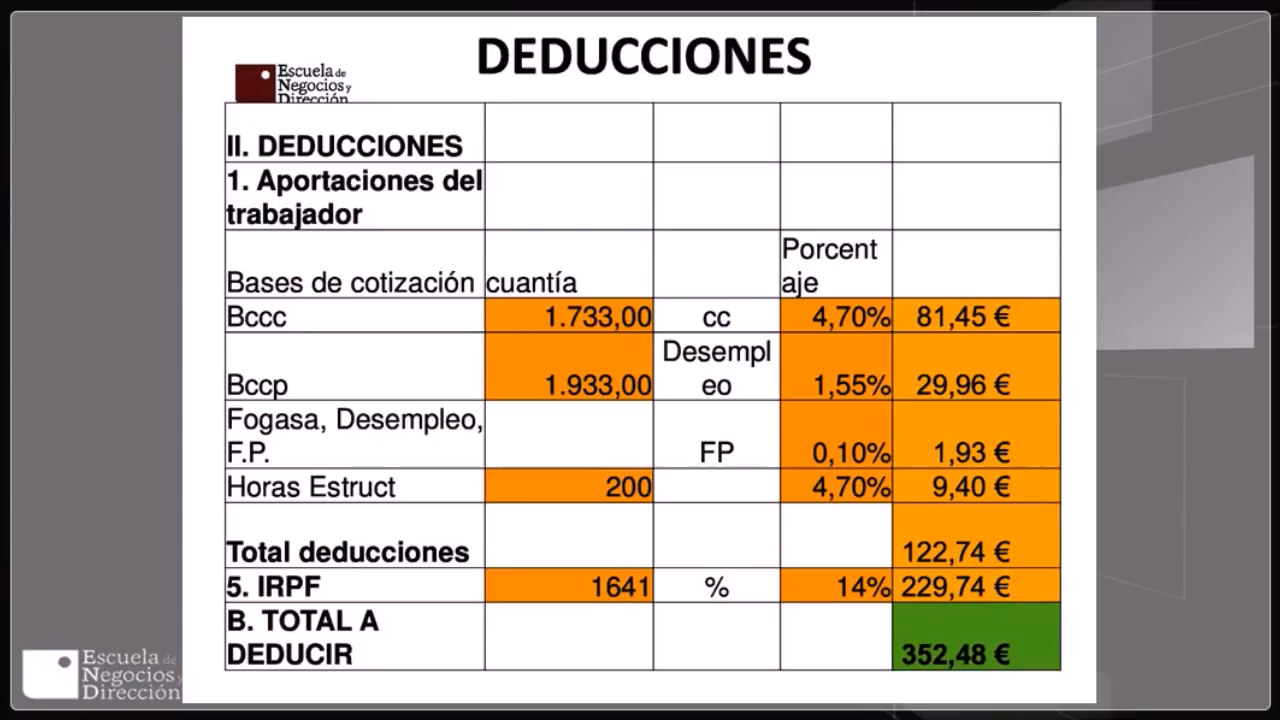 DEDUCCIONES
Escuela de
Negocios y
Dirección
II. DEDUCCIONES
1. Aportaciones del
trabajador
Bases de cotización cuantía Porcent
aje
Bccc 1.733,00 cc 4,70% 81,45 €
Bccp 1.933,00 Desempl
eo 1,55% 29,96 €
Fogasa, Desempleo,
F.P. FP 0,10% 1,93 €
Horas Estruct 200 4,70% 9,40 €
Total deducciones 122,74 €
5. IRPF 1641 % 14% 229,74 €
B. TOTAL A
DEDUCIR 352,48 €
Escuela de
Negocios y
Dirección